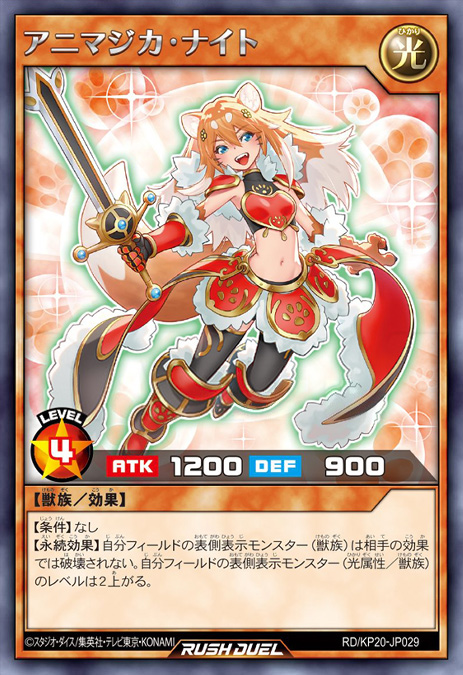 アニマジカ・ナイト
ひかり
光
LEVEL
4
ATK 1200 DEF 900
【獣族／効果】
【条件】なし
【永続効果】自分フィールドの表側表示モンスター（獣族）は相手の効果
では破壊されない。自分フィールドの表側表示モンスター（光属性／獣族）
のレベルは２上がる。
©スタジオ・ダイス/集英社・テレビ東京・KONAMI
RUSH DUEL
RD/KP20-JP029